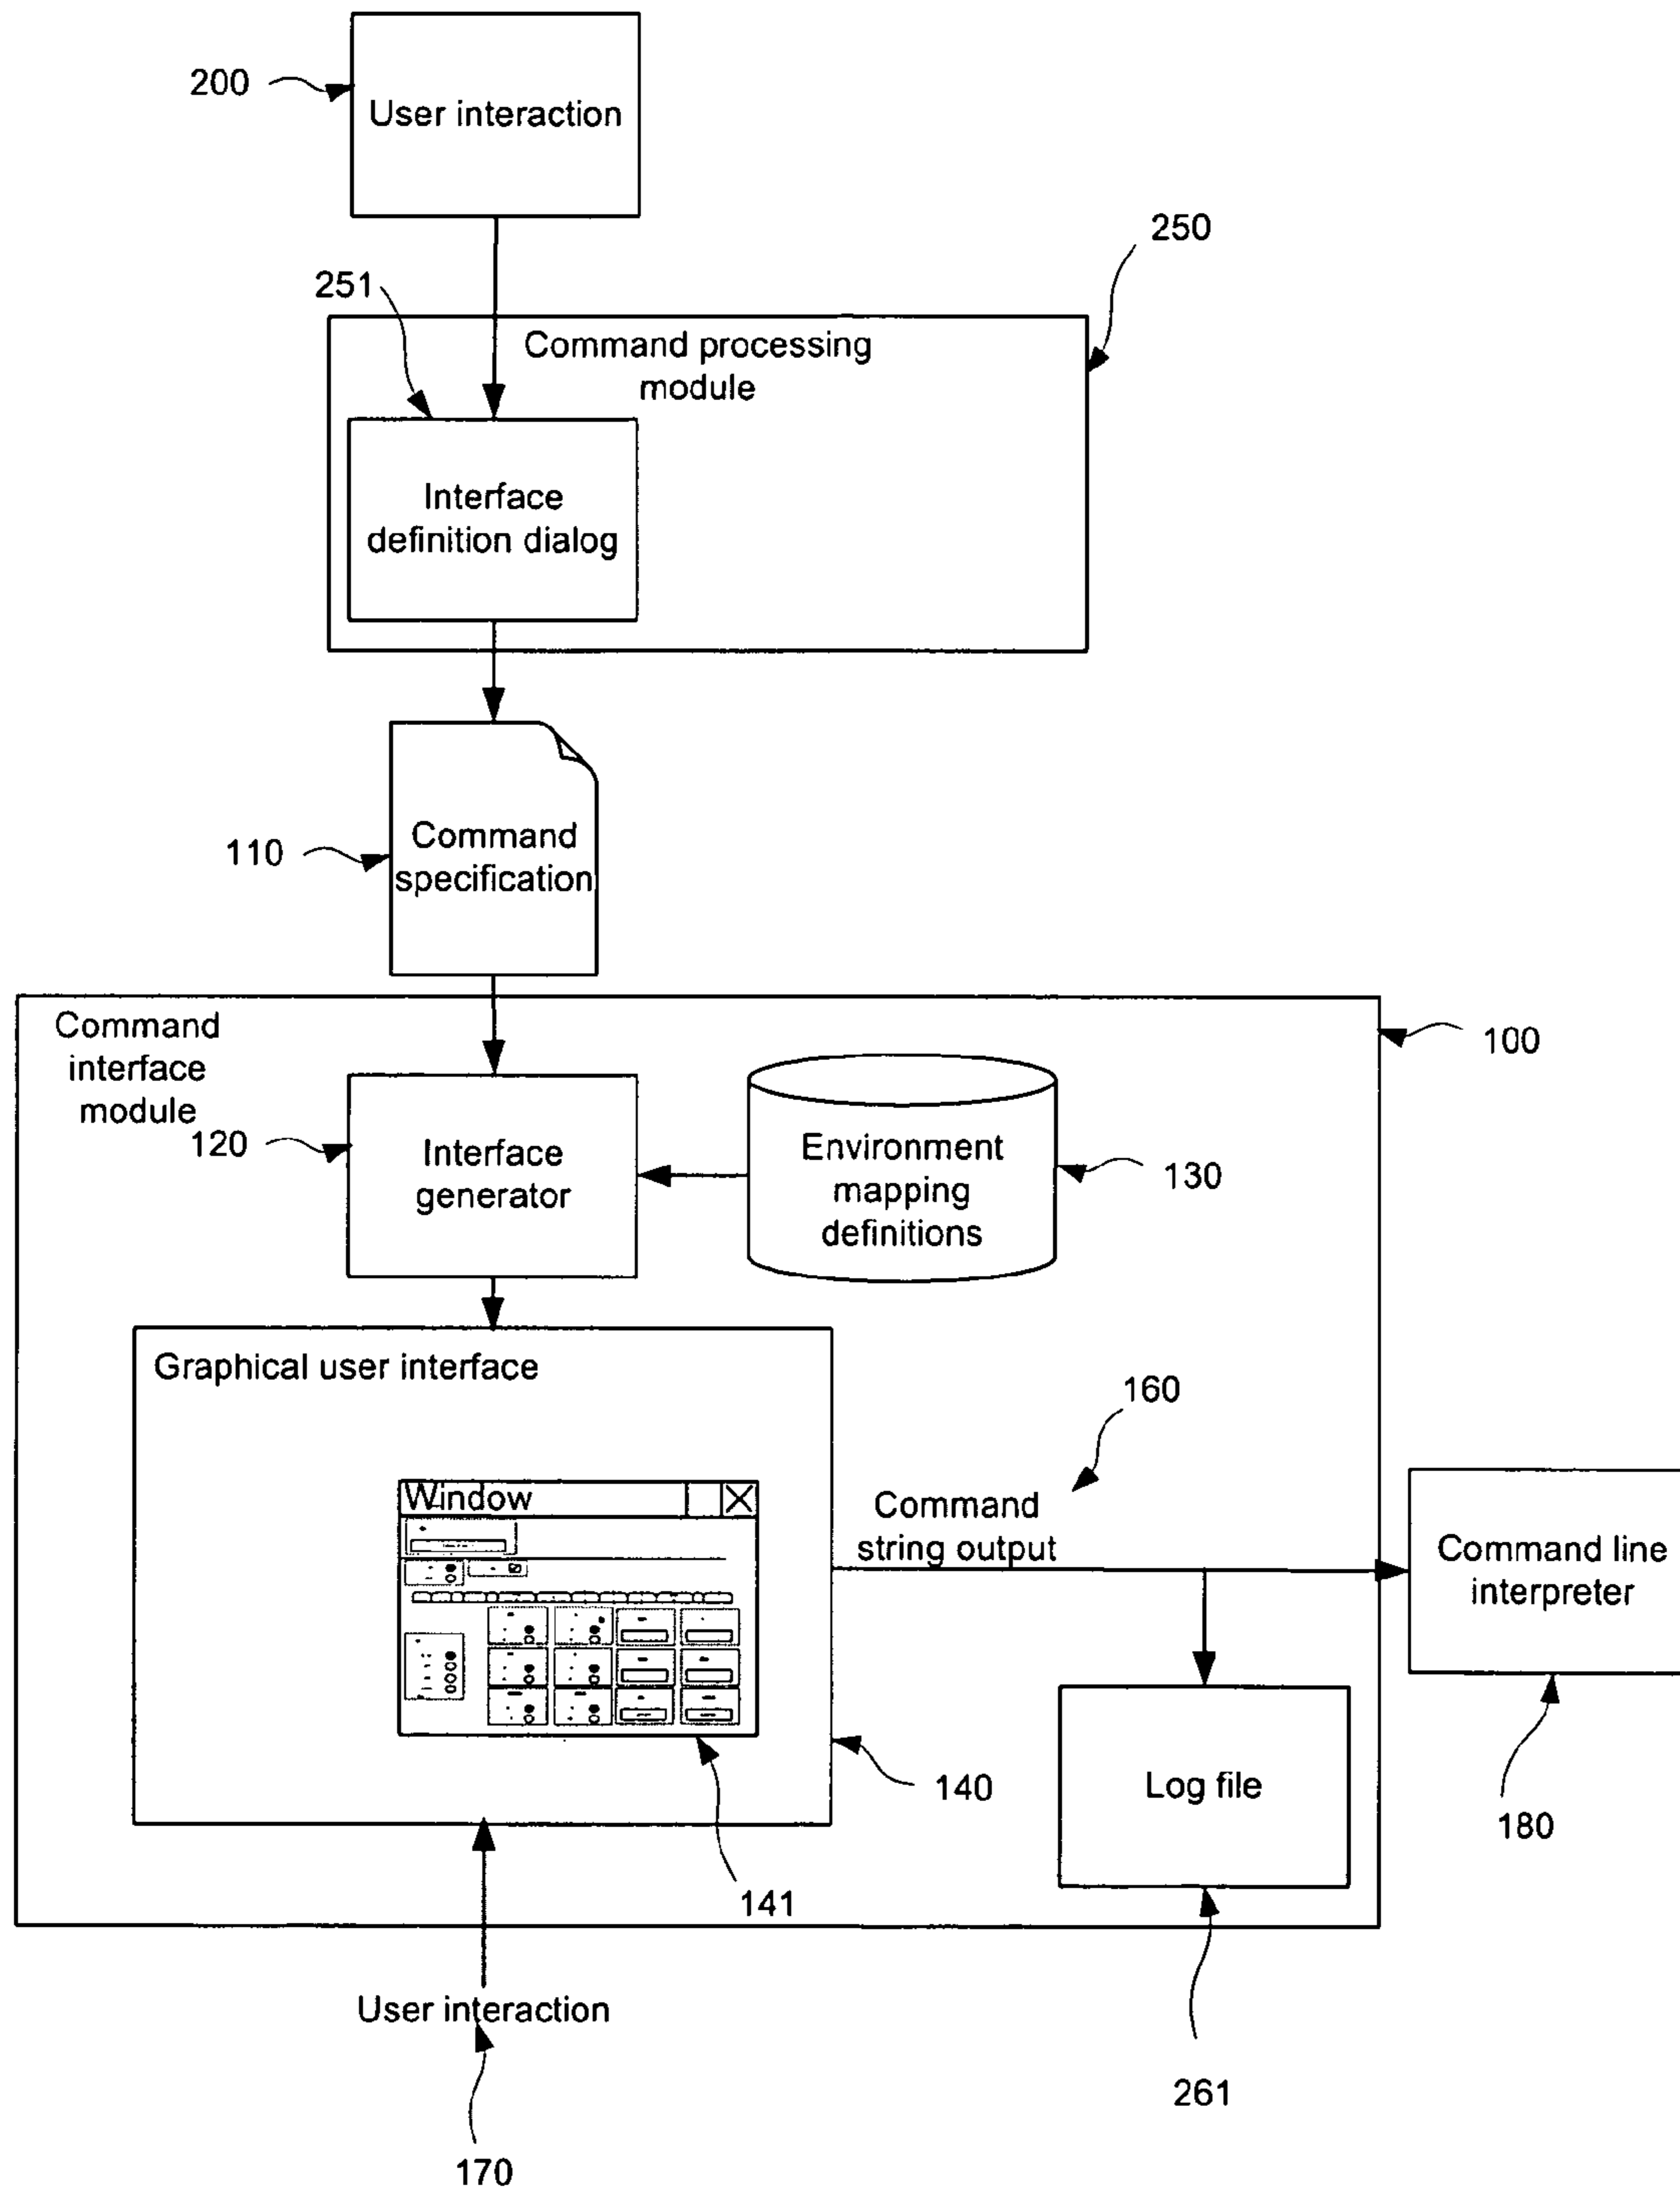 200
User interaction
250
251
Command processing
module
Interface
definition dialog
110
Command
specification
Command
interface
module
100
120
Interface
generator
Environment
mapping
definitions
130
Graphical user interface
160
Window
Command
string output
Command line
interpreter
Log file
140
180
141
User interaction
261
170